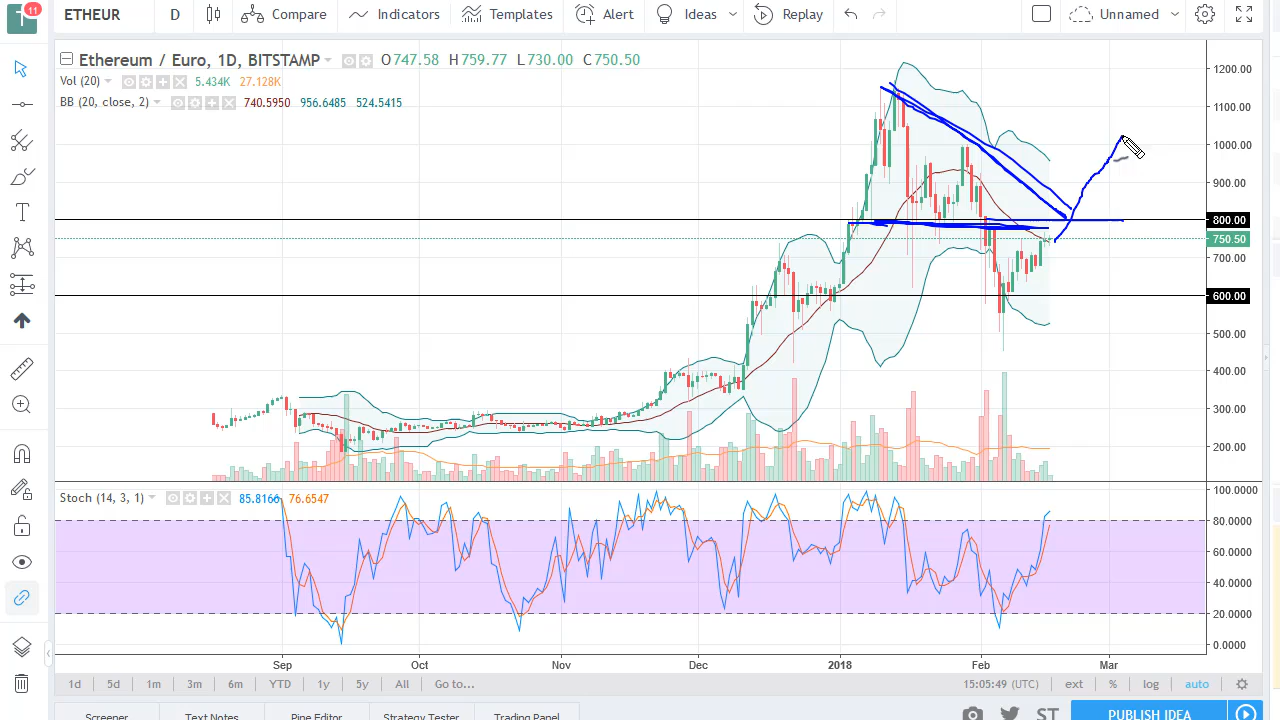 11
ETHEUR D Compare Indicators Templates Alert Ideas Replay Unnamed
Ethereum / Euro, 1D, BITSTAMP O747.58 H759.77 L730.00 C750.50
Vol (20) 5.434K 27.128K
BB (20, close, 2) 740.5950 956.6485 524.5415
1200.00
1100.00
1000.00
900.00
800.00
750.50
700.00
600.00
500.00
400.00
300.00
200.00
Stoch (14, 3, 1) 85.8166 76.6547
100.0000
80.0000
60.0000
40.0000
20.0000
0.0000
Sep Oct Nov Dec 2018 Feb Mar
1d 5d 1m 3m 6m YTD 1y 5y All Go to... 15:05:49 (UTC) ext % log auto
Screener Text Notes Pine Editor Strategy Tester Trading Panel ST PUBLISH IDEA